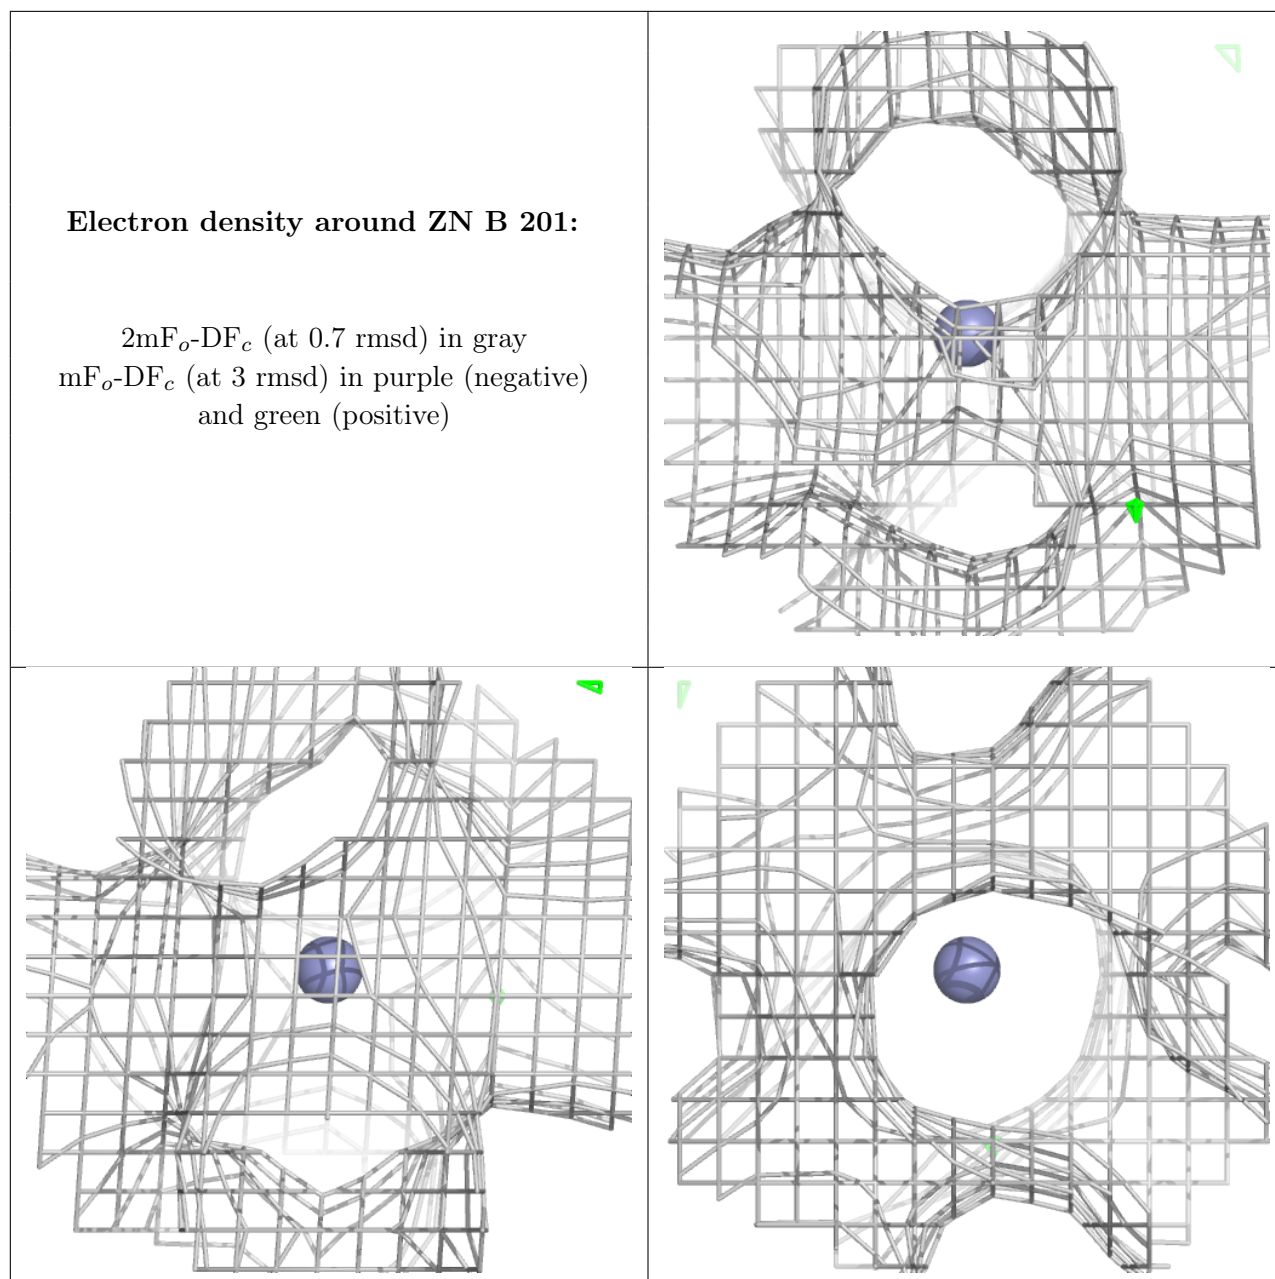 Electron density around ZN B 201:
2mFo-DFc (at 0.7 rmsd) in gray
mFo-DFc (at 3 rmsd) in purple (negative)
and green (positive)